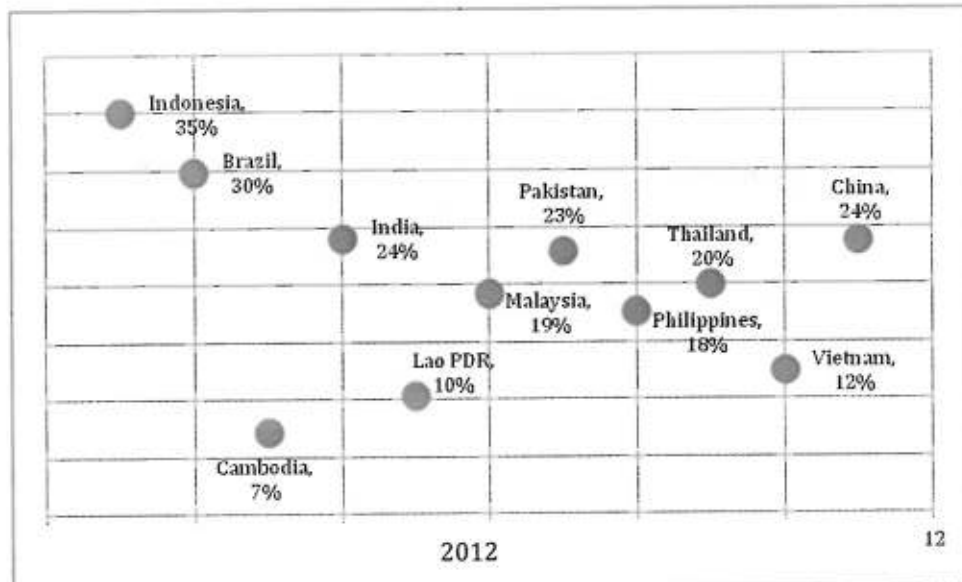 Indonesia,
35%
Brazil,
30%
India,
24%
Pakistan,
23%
China,
24%
Thailand,
20%
Malaysia,
19%
Philippines,
18%
Lao PDR,
10%
Vietnam,
12%
Cambodia,
7%
2012
12